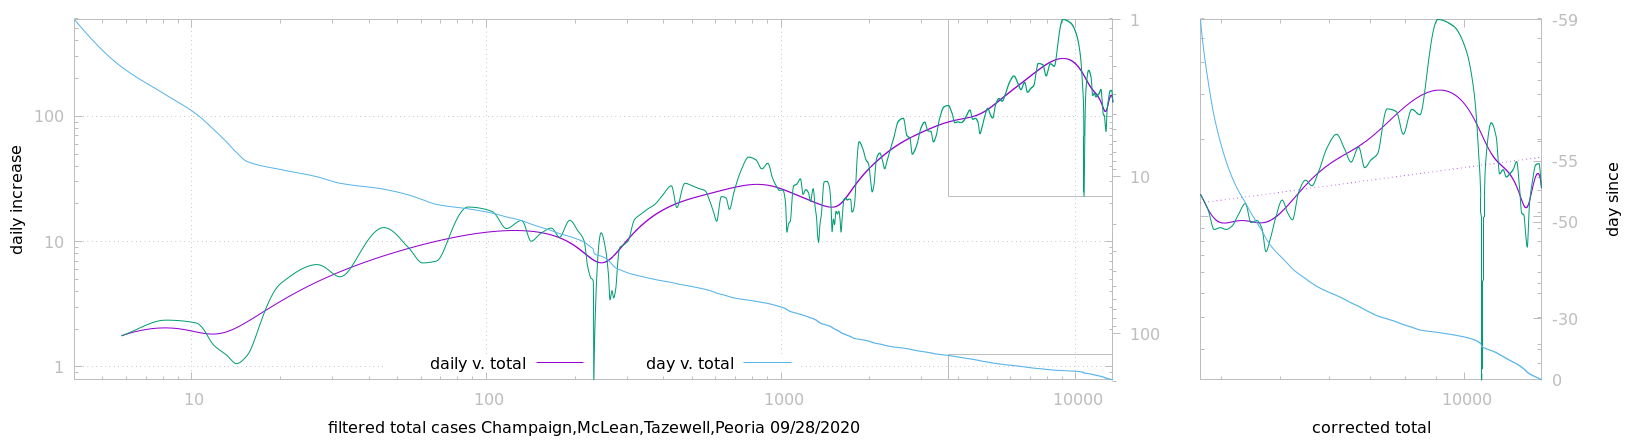 daily increase
100
10
1
10
100
1000
10000
1
10
100
daily v. total
day v. total
filtered total cases Champaign,McLean,Tazewell,Peoria 09/28/2020
-59
-55
-50
-30
0
day since
10000
corrected total